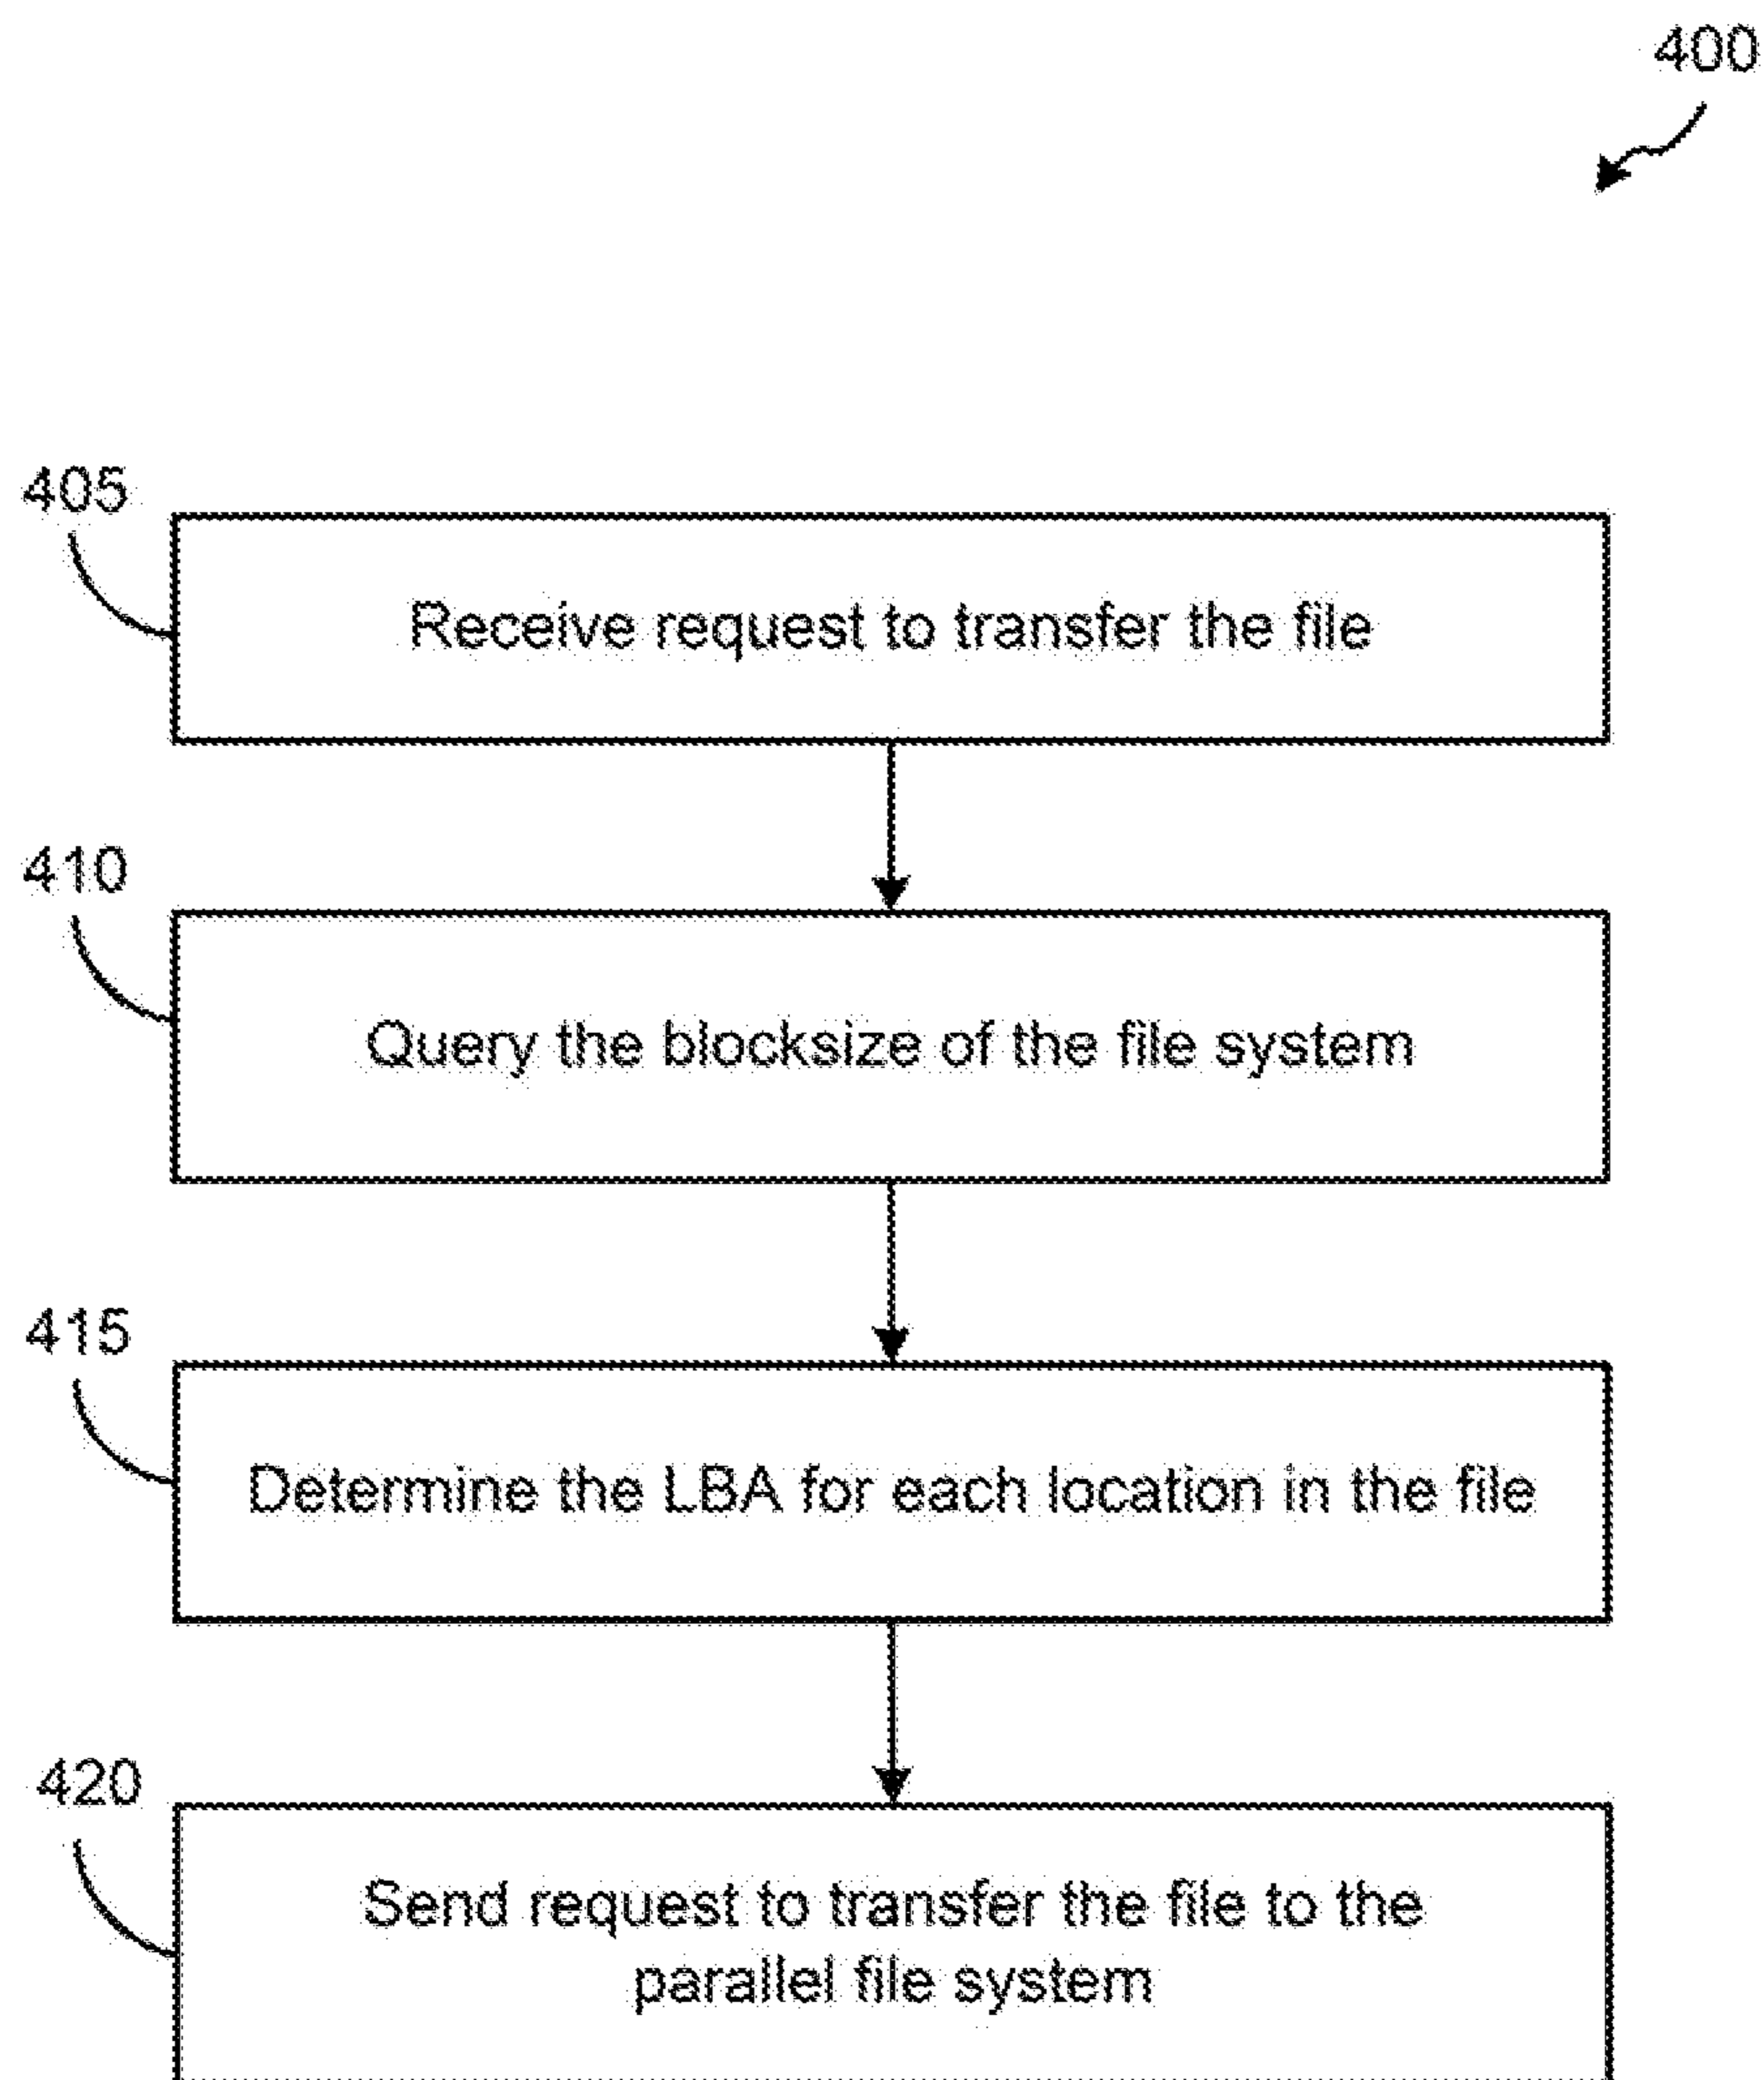 400
405
Receive request to transfer the file
410
Query the blocksize of the file system
415
Determine the LBA for each location in the file
420
Send request to transfer the file to the
parallel file system